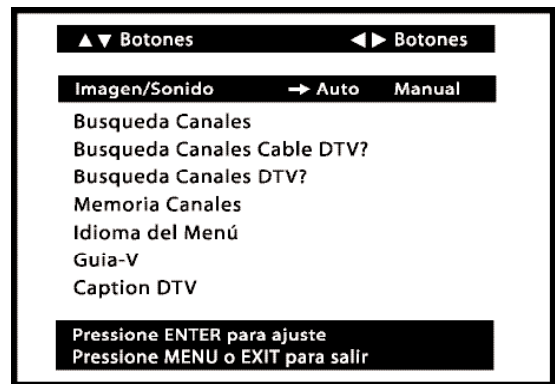 ▲▼ Botones ◀▶ Botones
Imagen/Sonido → Auto Manual
Busqueda Canales
Busqueda Canales Cable DTV?
Busqueda Canales DTV?
Memoria Canales
Idioma del Menú
Guia-V
Caption DTV
Pressione ENTER para ajuste
Pressione MENU o EXIT para salir